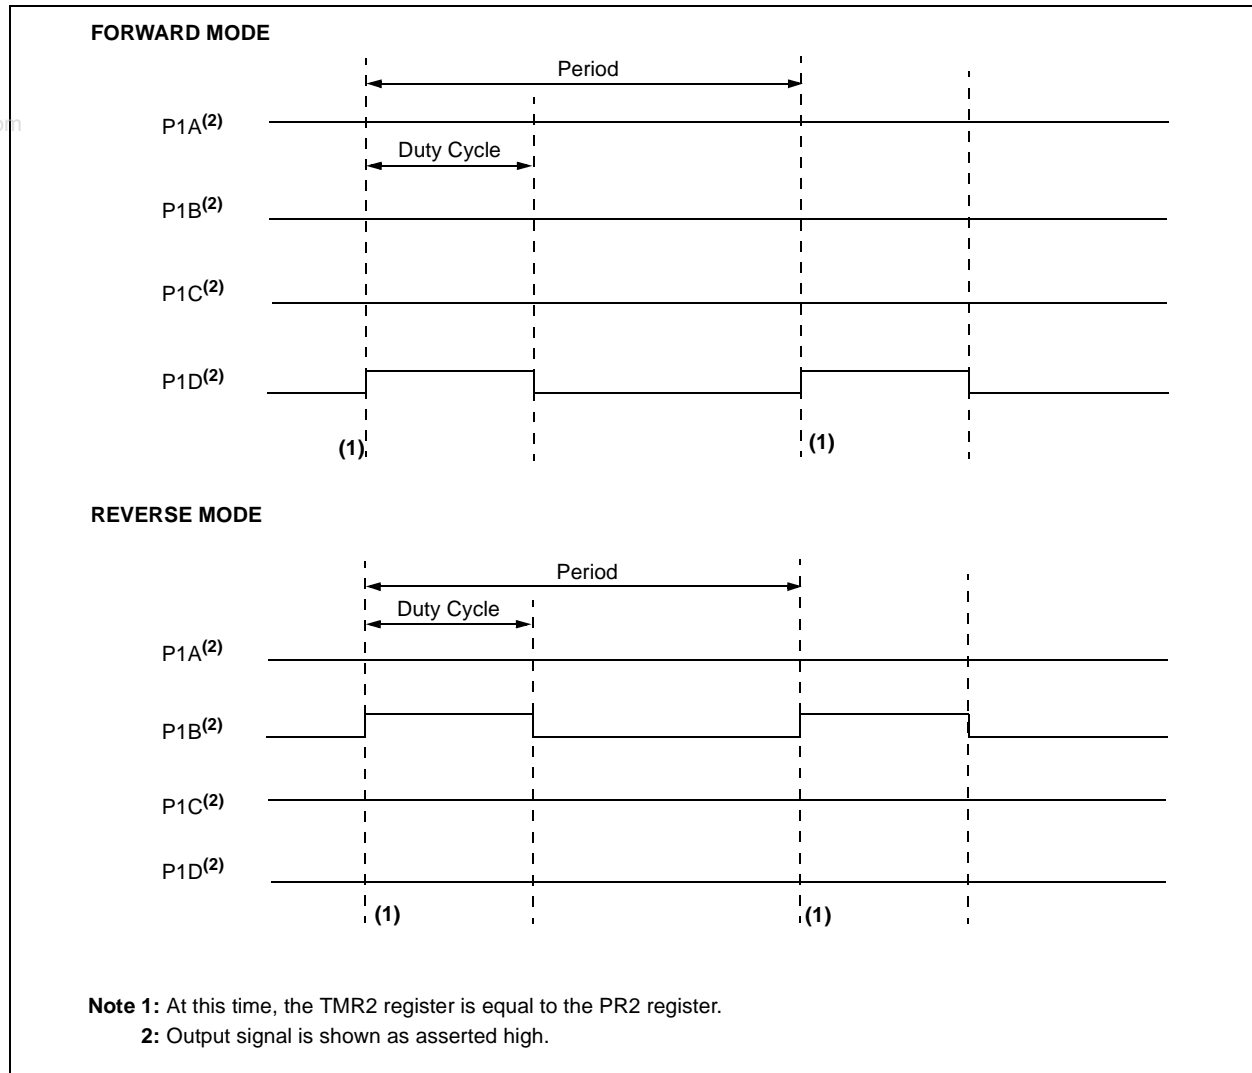 FORWARD MODE
Period
om
P1A(2)
Duty Cycle
P1B(2)
P1C(2)
P1D(2)
(1)
(1)
REVERSE MODE
Period
Duty Cycle
P1A(2)
P1B(2)
P1C(2)
P1D(2)
(1)
(1)
Note 1: At this time, the TMR2 register is equal to the PR2 register.
2: Output signal is shown as asserted high.